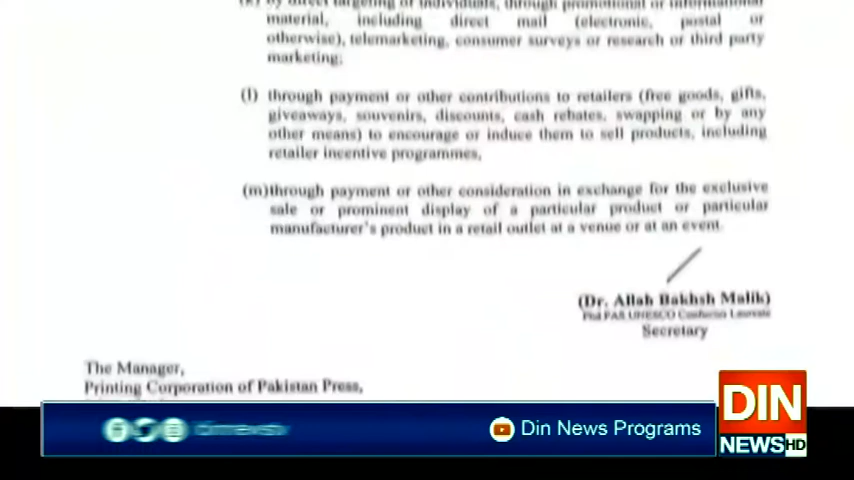 (k) by direct targeting of individuals, through promotional or informational
material, including direct mail (electronic, postal or
otherwise), telemarketing, consumer surveys or research or third party
marketing;
(l) through payment or other contributions to retailers (free goods, gifts,
giveaways, souvenirs, discounts, cash rebates, swapping or by any
other means) to encourage or induce them to sell products, including
retailer incentive programmes,
(m)through payment or other consideration in exchange for the exclusive
sale or prominent display of a particular product or particular
manufacturer's product in a retail outlet at a venue or at an event.
(Dr. Allah Bakhsh Malik)
Phd PAS UNESCO Confucius Laureate
Secretary
The Manager,
Printing Corporation of Pakistan Press,
Din News Programs
DIN
NEWS HD